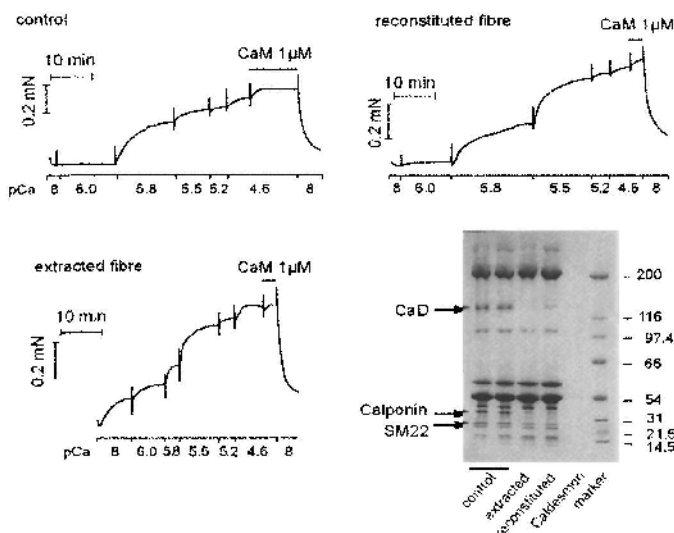 control
CaM 1µM
10 min
0.2 mN
pCa 8 6.0 5.8 5.5 5.2 4.6 8
reconstituted fibre
CaM 1µM
10 min
0.2 mN
8 6.0 5.8 5.5 5.2 4.6 8
extracted fibre
CaM 1µM
10 min
0.2 mN
pCa 8 6.0 5.8 5.5 5.2 4.6 8
CaD
Calponin
SM22
200
116
97.4
66
54
31
21.5
14.5
control
extracted
reconstituted
Caldesmon
marker